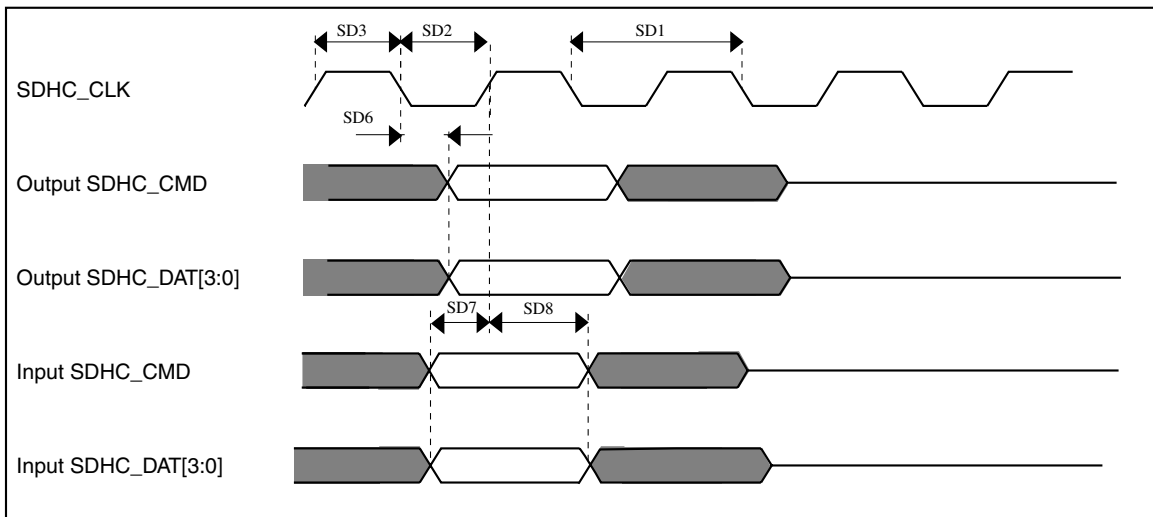 SD3 SD2 SD1
SDHC_CLK
SD6
Output SDHC_CMD
Output SDHC_DAT[3:0]
SD7 SD8
Input SDHC_CMD
Input SDHC_DAT[3:0]